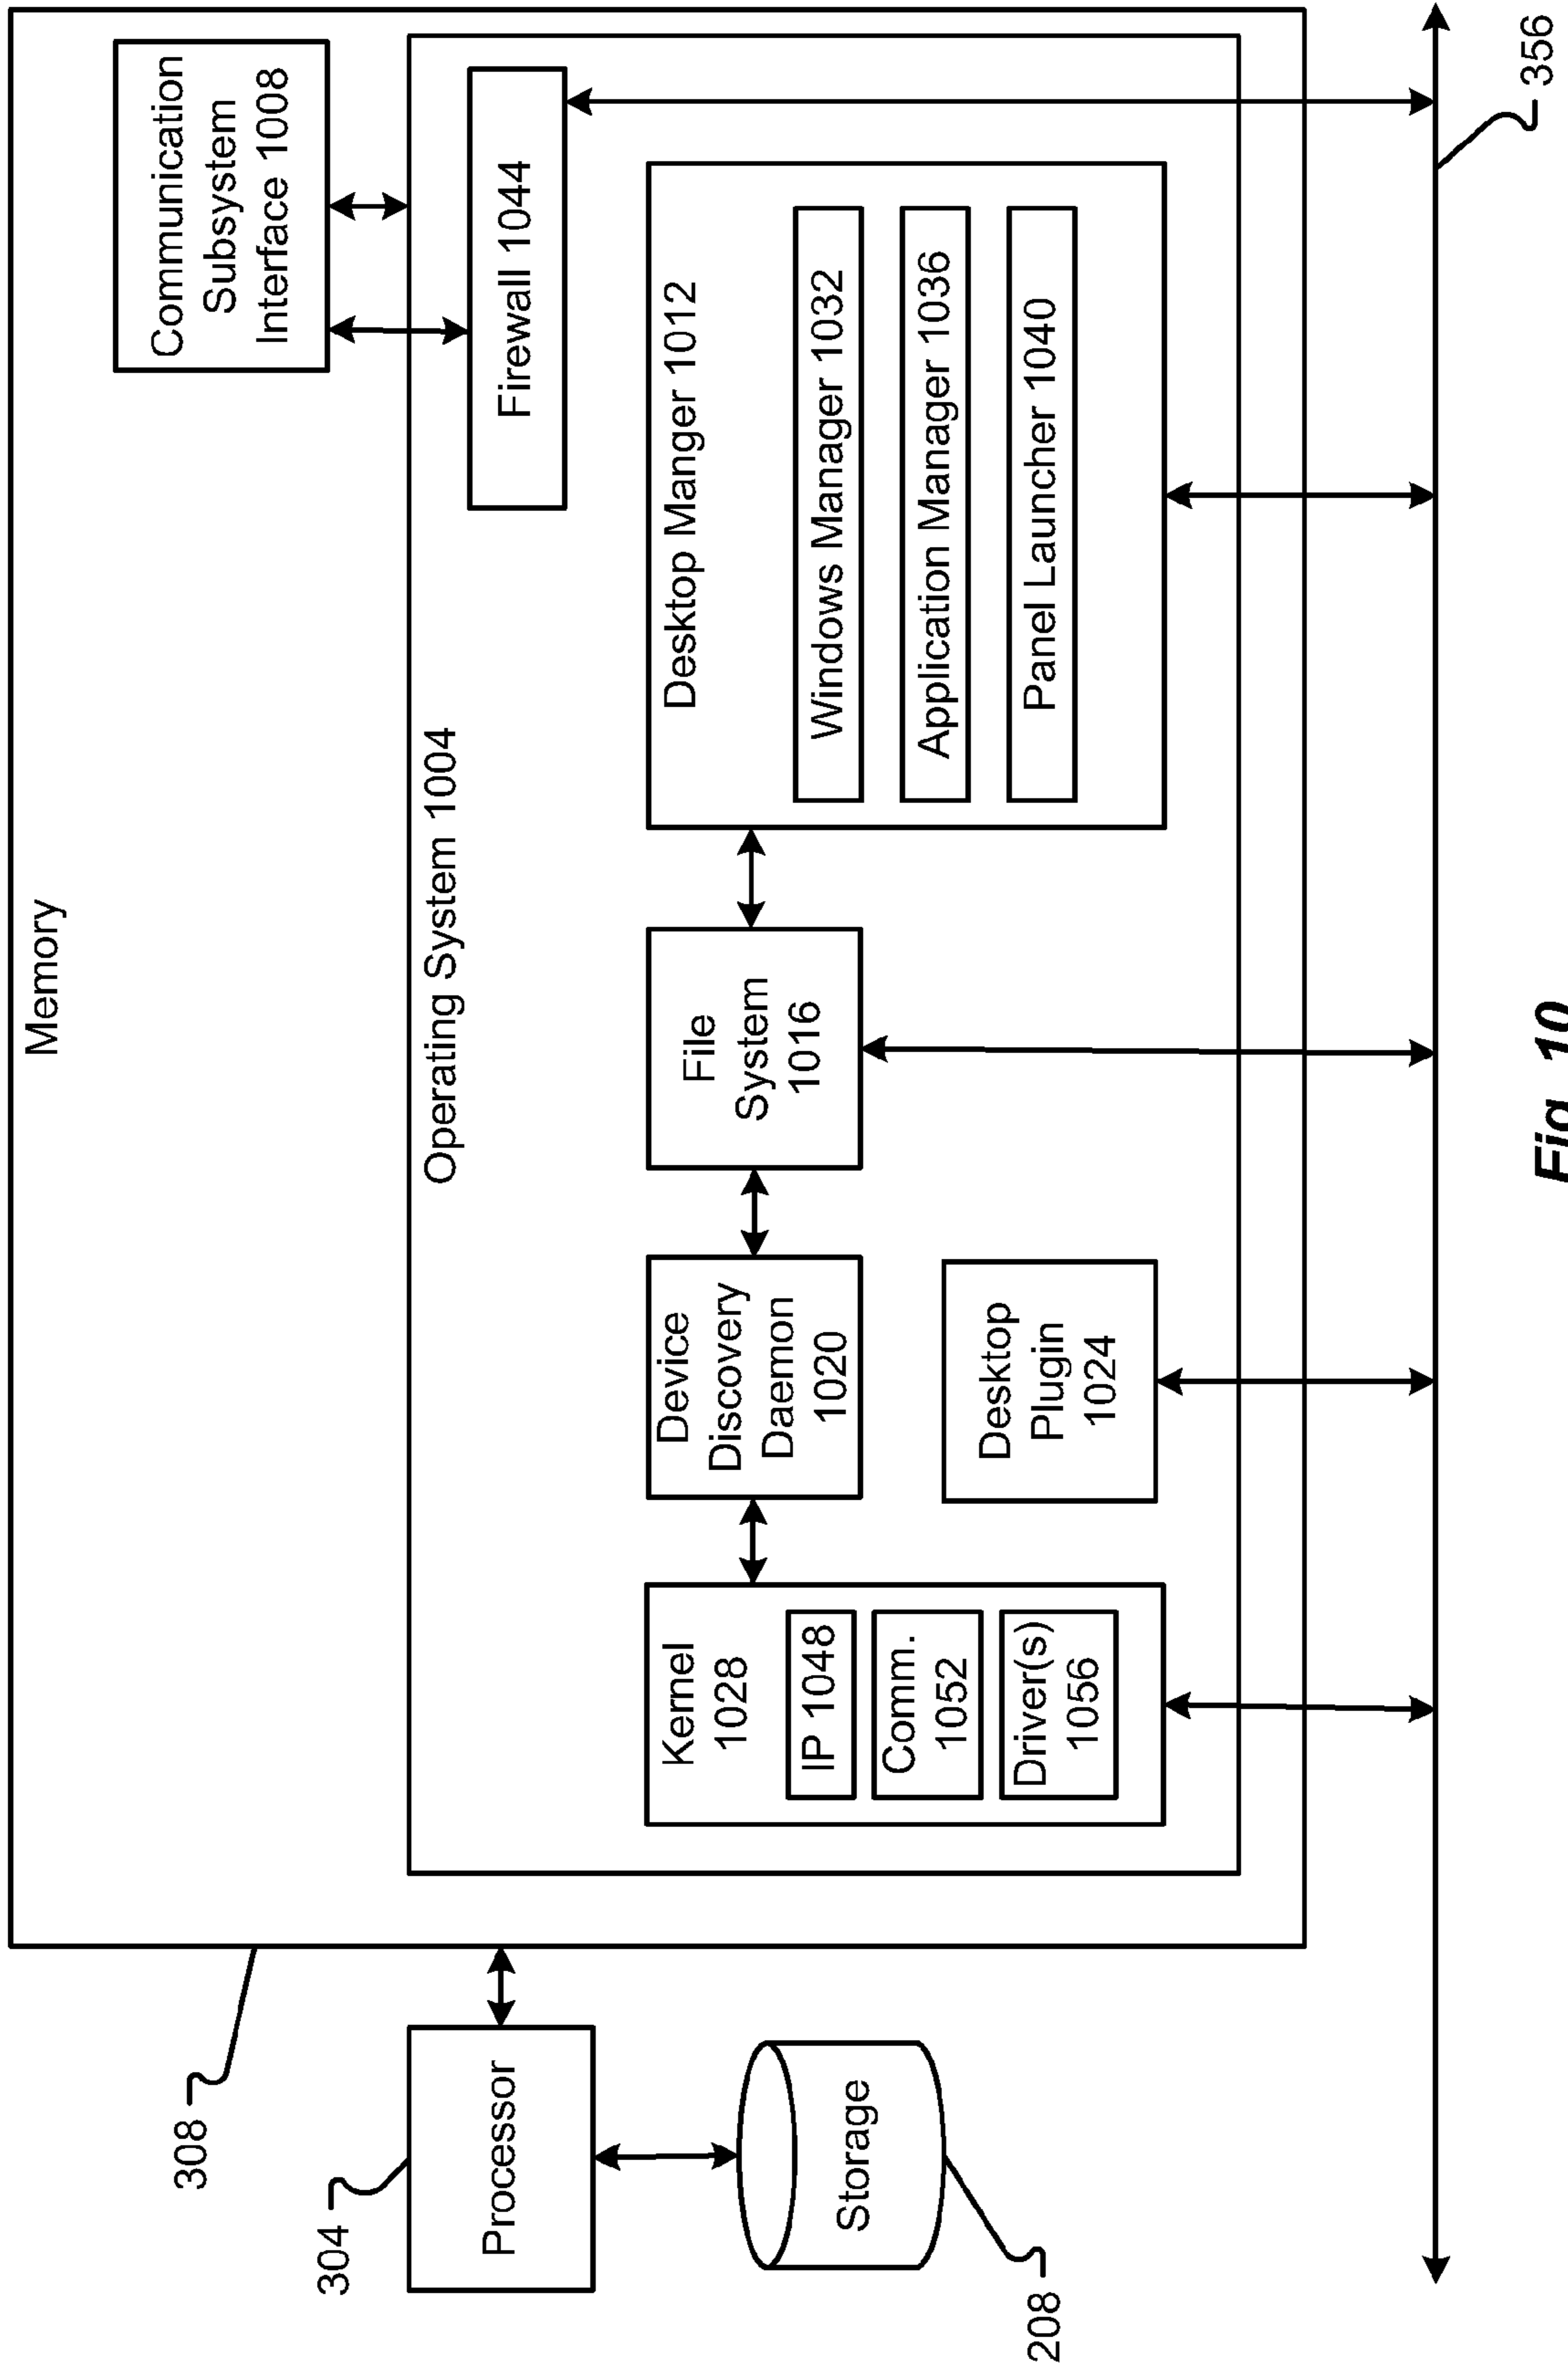 Memory
308
304
Processor
Storage
208
Communication
Subsystem
Interface 1008
Operating System 1004
Firewall 1044
Kernel
1028
IP 1048
Comm.
1052
Driver(s)
1056
Device
Discovery
Daemon
1020
Desktop
Plugin
1024
File
System
1016
Desktop Manger 1012
Windows Manager 1032
Application Manager 1036
Panel Launcher 1040
356
Fig. 10